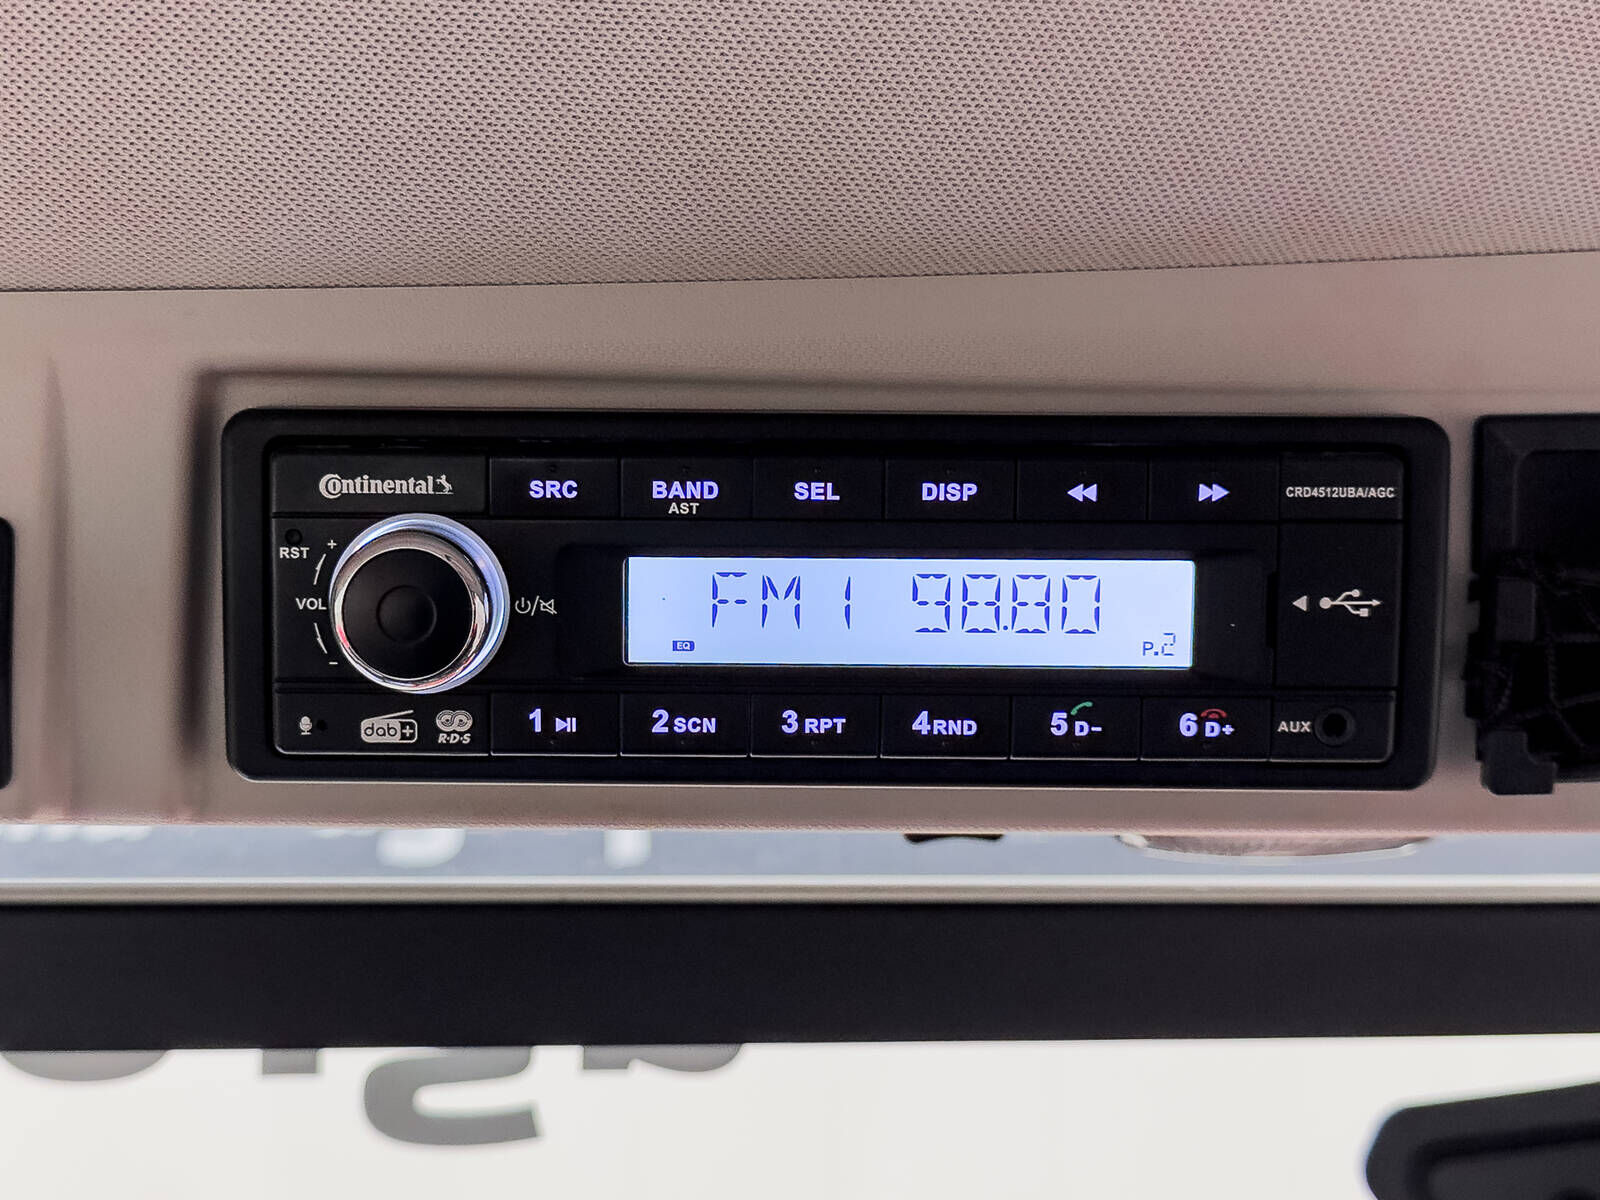 Continental
SRC
BAND
AST
SEL
DISP
CRD4512UBA/AGC
RST
+
VOL
-
FM1 98.80
EQ
P.2
dab+
R·D·S
1
2 SCN
3 RPT
4 RND
5 D-
6 D+
AUX